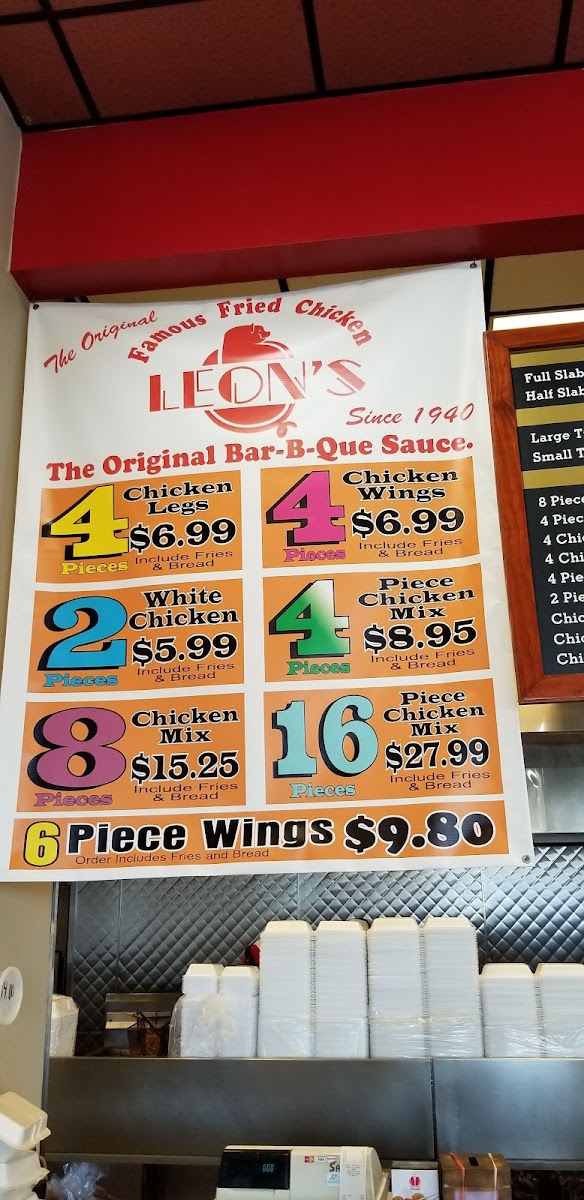 The Original
Famous Fried Chicken
LEON'S
Since 1940
The Original Bar-B-Que Sauce.
4 Pieces
Chicken
Legs
$6.99
Include Fries
& Bread
4 Pieces
Chicken
Wings
$6.99
Include Fries
& Bread
2 Pieces
White
Chicken
$5.99
Include Fries
& Bread
4 Pieces
Piece
Chicken
Mix
$8.95
Include Fries
& Bread
8 Pieces
Chicken
Mix
$15.25
Include Fries
& Bread
16 Pieces
Piece
Chicken
Mix
$27.99
Include Fries
& Bread
6 Piece Wings $9.80
Order Includes Fries and Bread
Full Slab
Half Slab
Large T
Small T
8 Piece
4 Piec
4 Chi
4 Chi
4 Pie
2 Pie
Chic
Chic
Chi